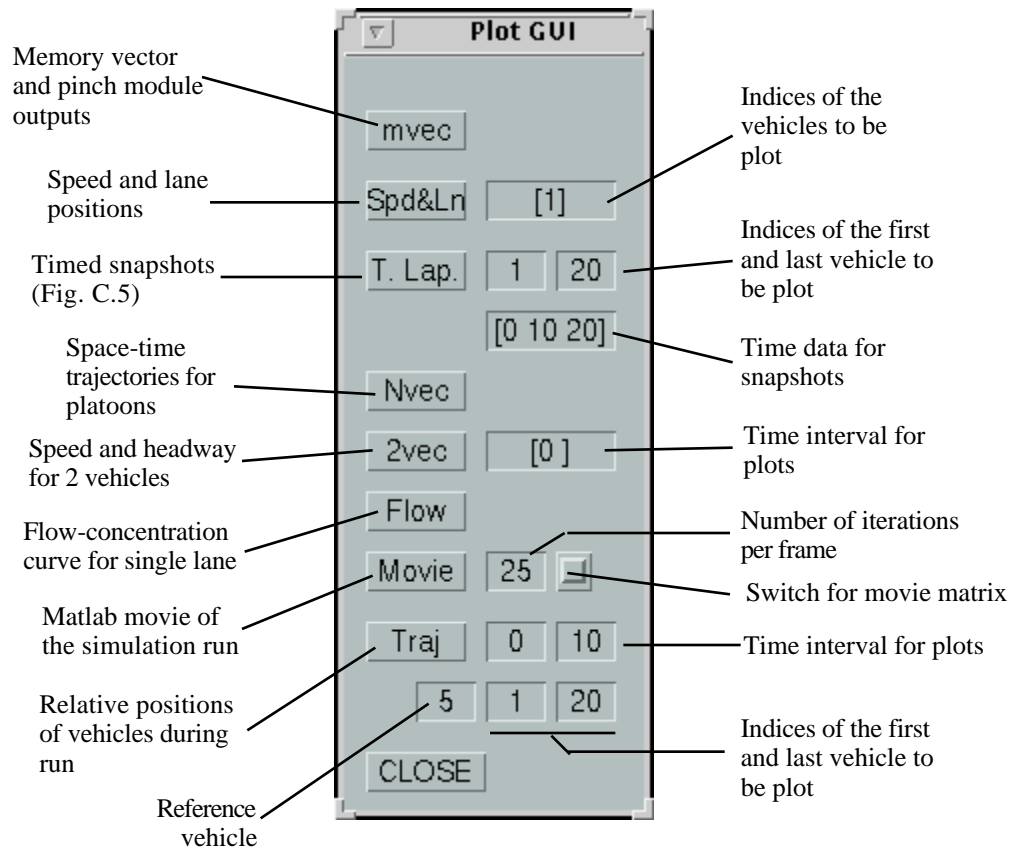 Plot GUI
Memory vector
and pinch module
outputs
mvec
Indices of the
vehicles to be
plot
Speed and lane
positions
Spd&Ln
[1]
Timed snapshots
(Fig. C.5)
T. Lap.
1
20
Indices of the first
and last vehicle to
be plot
[0 10 20]
Time data for
snapshots
Space-time
trajectories for
platoons
Nvec
Speed and headway
for 2 vehicles
2vec
[0 ]
Time interval for
plots
Flow-concentration
curve for single lane
Flow
Number of iterations
per frame
Matlab movie of
the simulation run
Movie
25
Switch for movie matrix
Relative positions
of vehicles during
run
Traj
0
10
Time interval for plots
Reference
vehicle
5
1
20
Indices of the first
and last vehicle to
be plot
CLOSE